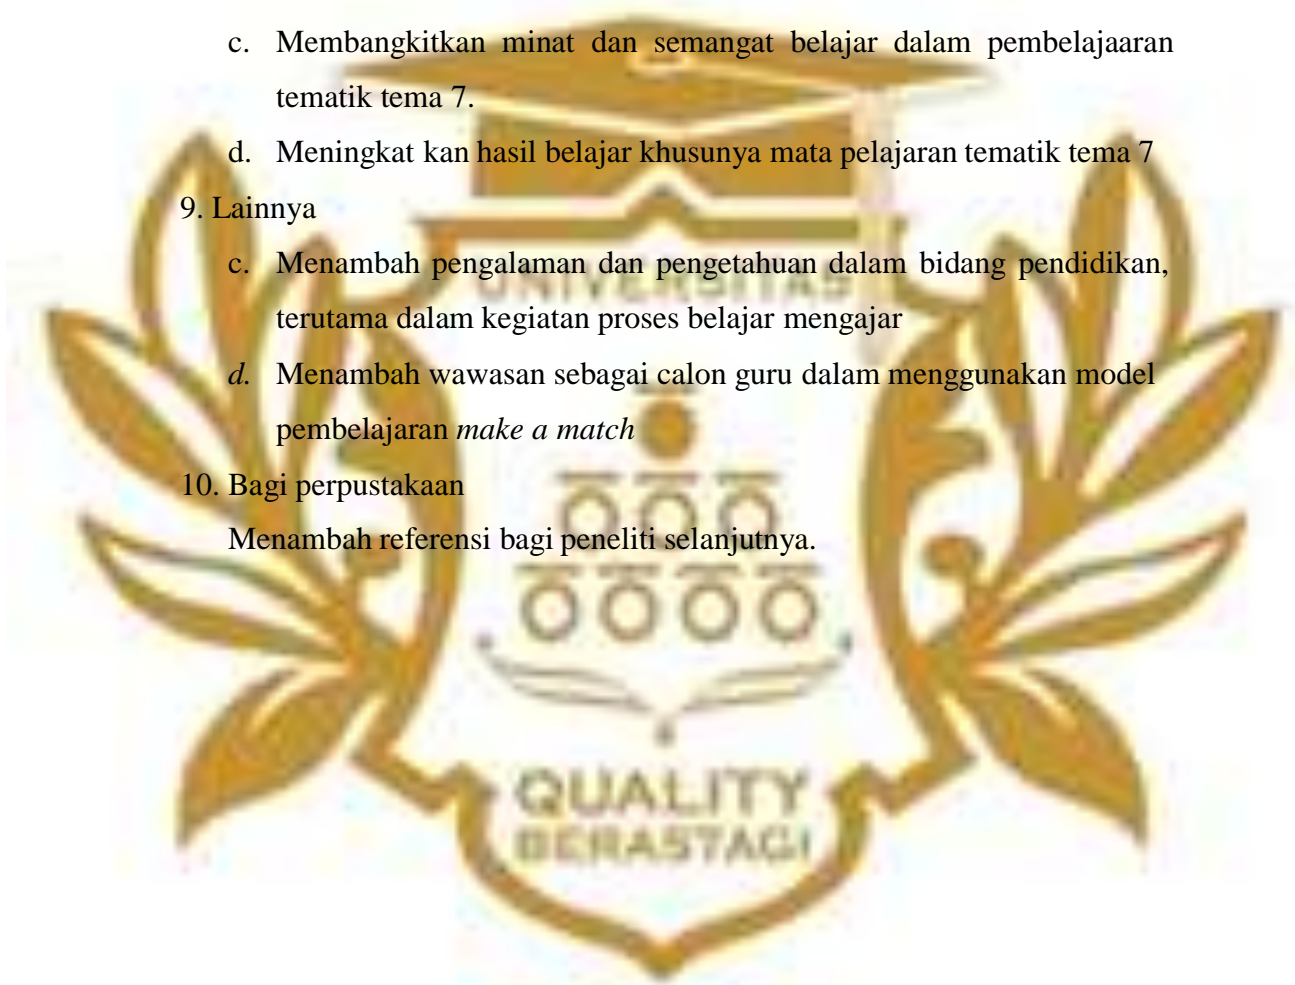 c. Membangkitkan minat dan semangat belajar dalam pembelajaaran
tematik tema 7.
d. Meningkat kan hasil belajar khusunya mata pelajaran tematik tema 7
9. Lainnya
c. Menambah pengalaman dan pengetahuan dalam bidang pendidikan,
UNIVERSITAS
terutama dalam kegiatan proses belajar mengajar
d. Menambah wawasan sebagai calon guru dalam menggunakan model
pembelajaran make a match
10. Bagi perpustakaan
Menambah referensi bagi peneliti selanjutnya.
QUALITY
BERASTAGI